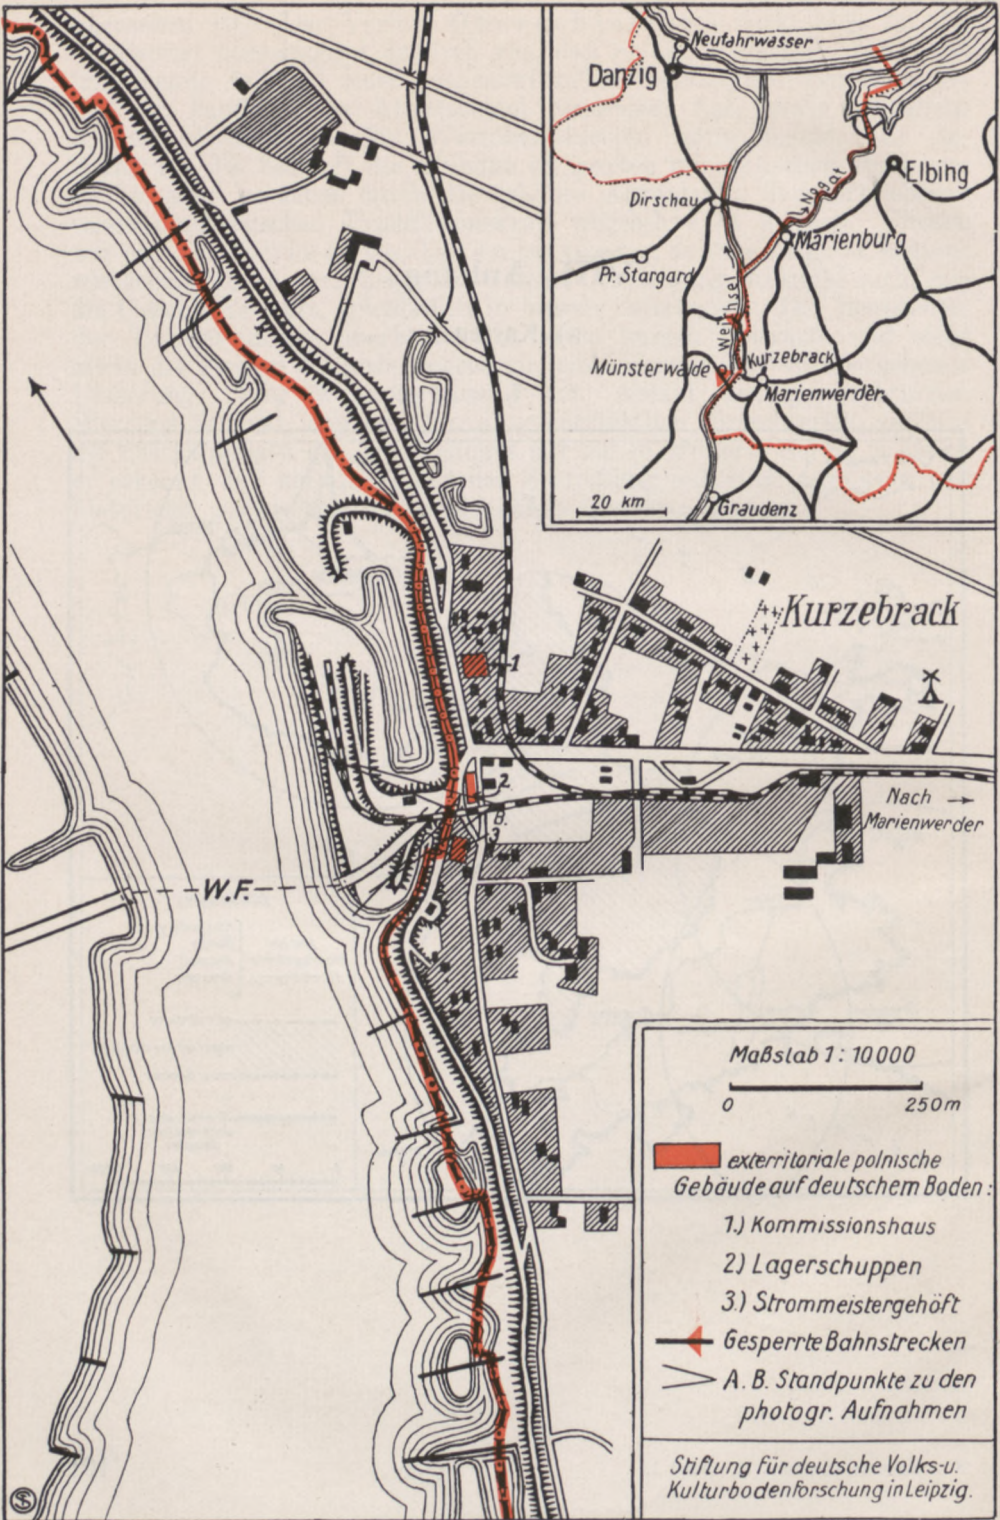 Neufahrwasser
Danzig
Elbing
Nogat
Dirschau
Marienburg
Pr. Stargard
Weichsel
Münsterwalde
Kurzebrack
Marienwerder
20 km
Graudenz
Kurzebrack
1
2.
B.
3
Nach
Marienwerder
W.F.
Maßstab 1:10000
0 250m
exterritoriale polnische
Gebäude auf deutschem Boden:
1.) Kommissionshaus
2.) Lagerschuppen
3.) Strommeistergehöft
Gesperrte Bahnstrecken
A. B. Standpunkte zu den
photogr. Aufnahmen
Stiftung für deutsche Volks-u.
Kulturbodenforschung in Leipzig.